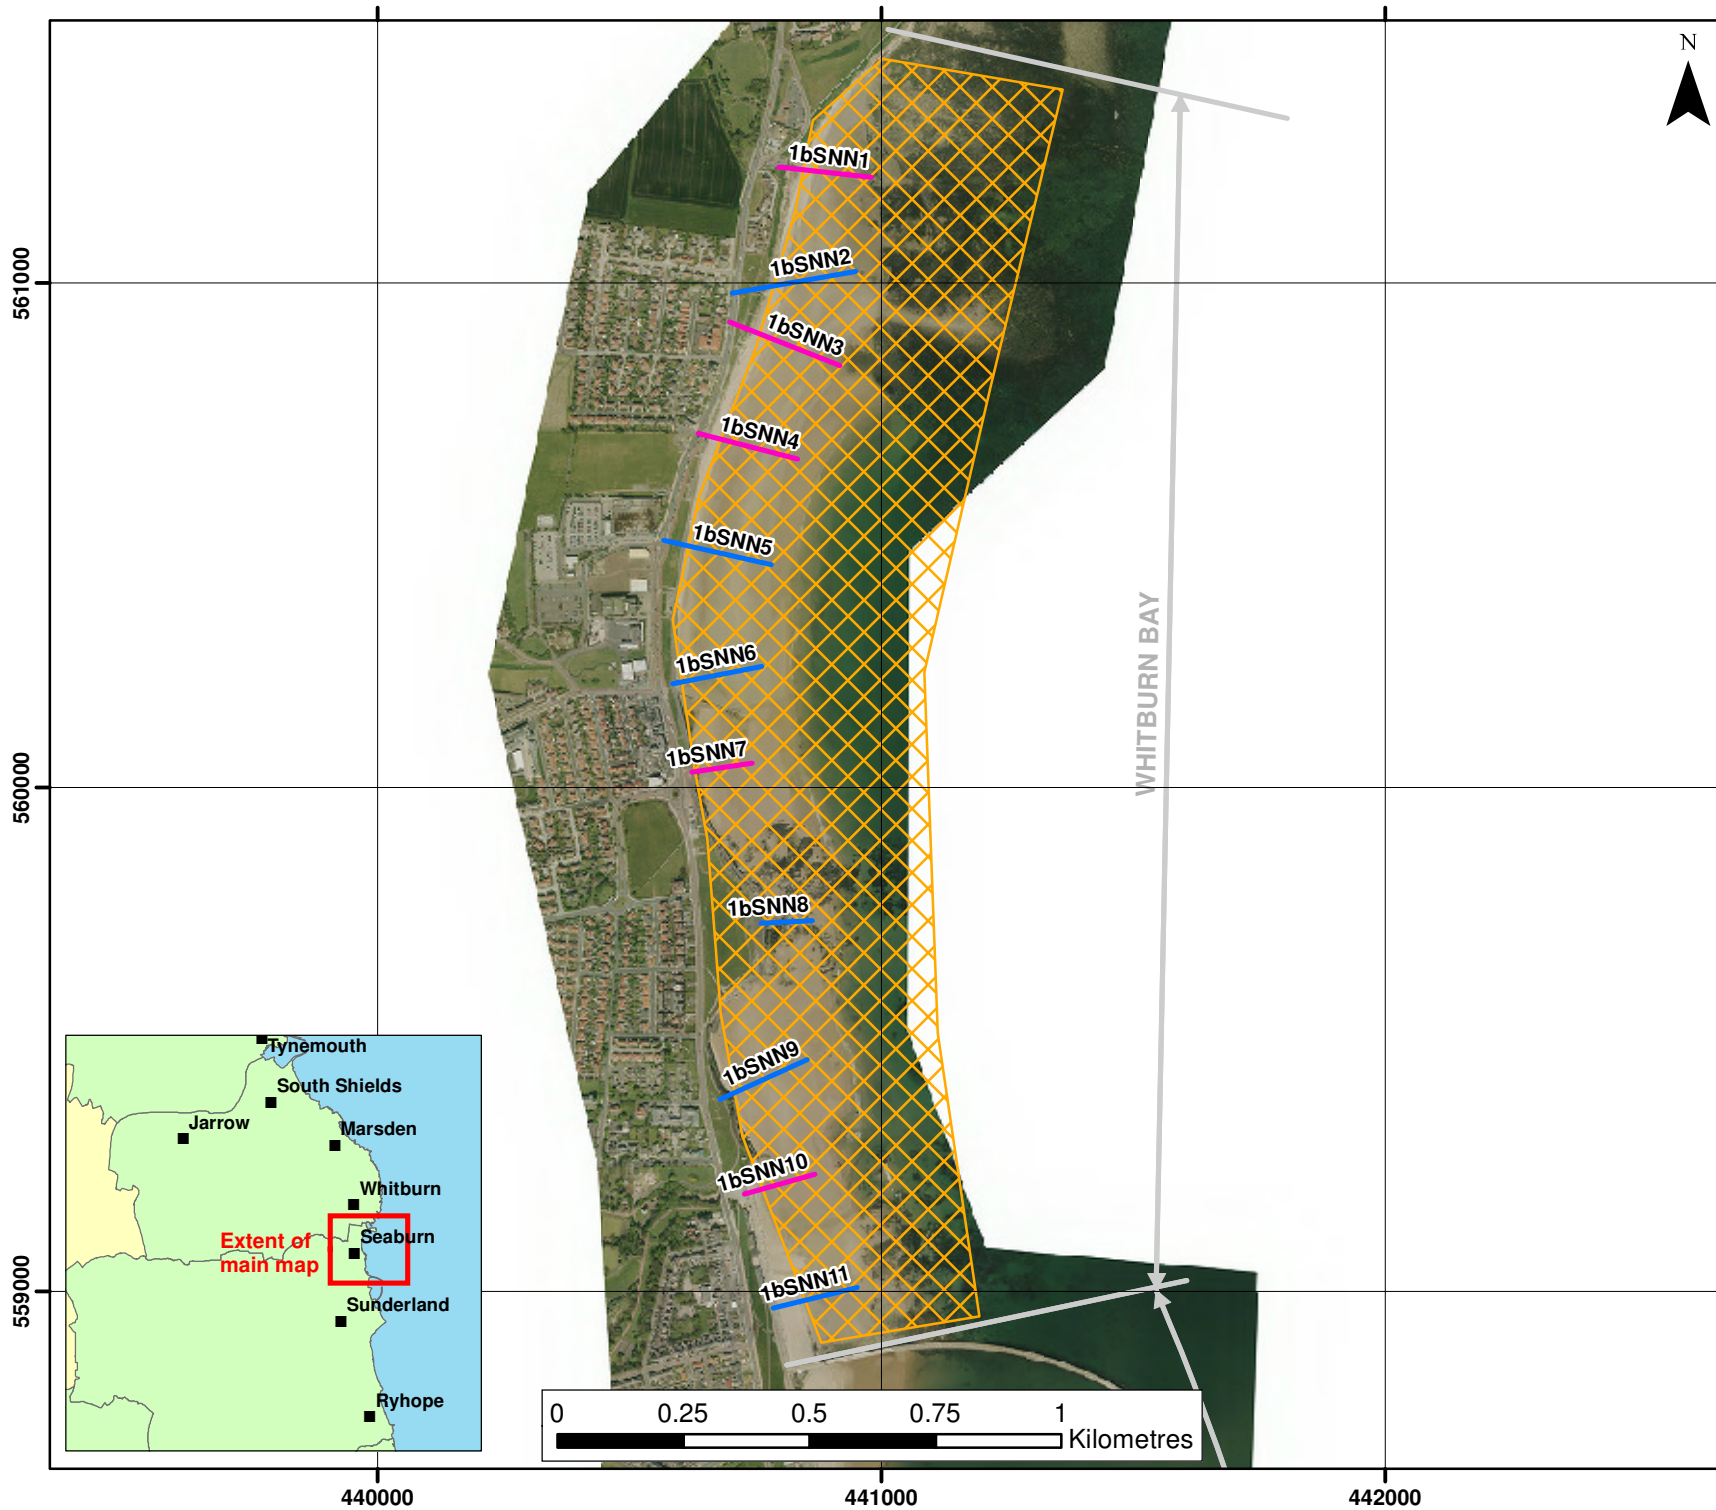 N
1bSNN1
561000
1bSNN2
1bSNN3
1bSNN4
1bSNN5
WHITBURN BAY
1bSNN6
1bSNN7
560000
1bSNN8
1bSNN9
1bSNN10
1bSNN11
559000
Tynemouth
South Shields
Jarrow
Marsden
Whitburn
Seaburn
Extent of
main map
Sunderland
Ryhope
0 0.25 0.5 0.75 1
Kilometres
440000 441000 442000